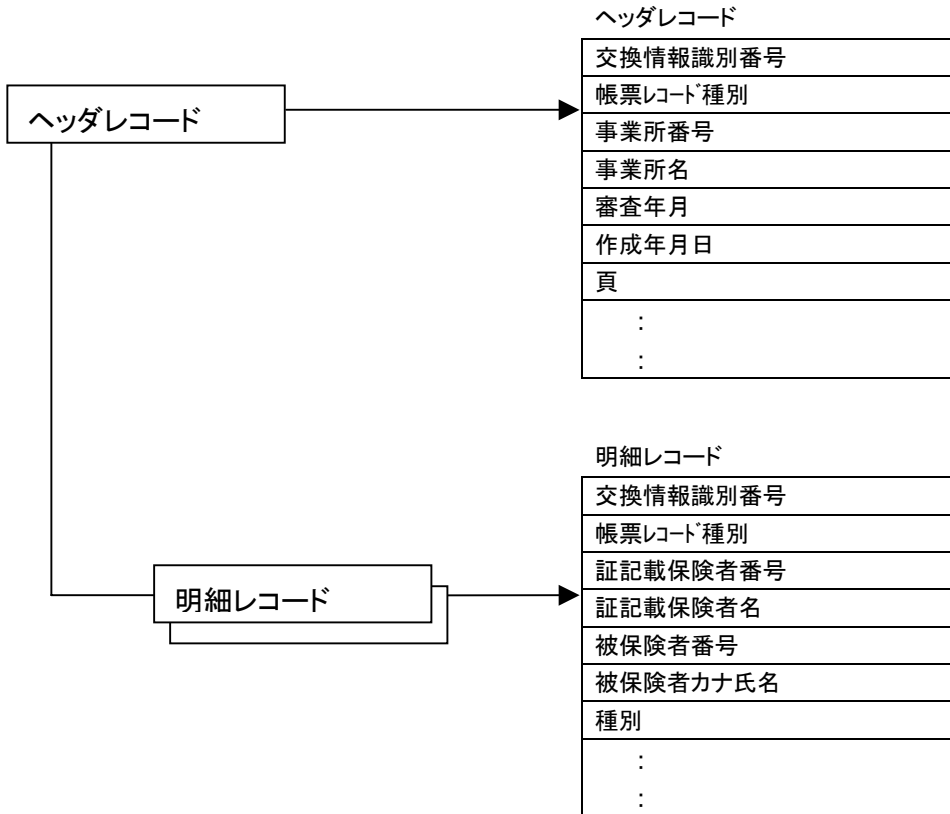 ヘッダレコード
交換情報識別番号
帳票ﾚｺｰﾄﾞ種別
ヘッダレコード
事業所番号
事業所名
審査年月
作成年月日
頁
:
:
明細レコード
交換情報識別番号
帳票ﾚｺｰﾄﾞ種別
証記載保険者番号
明細レコード
証記載保険者名
被保険者番号
被保険者カナ氏名
種別
:
: